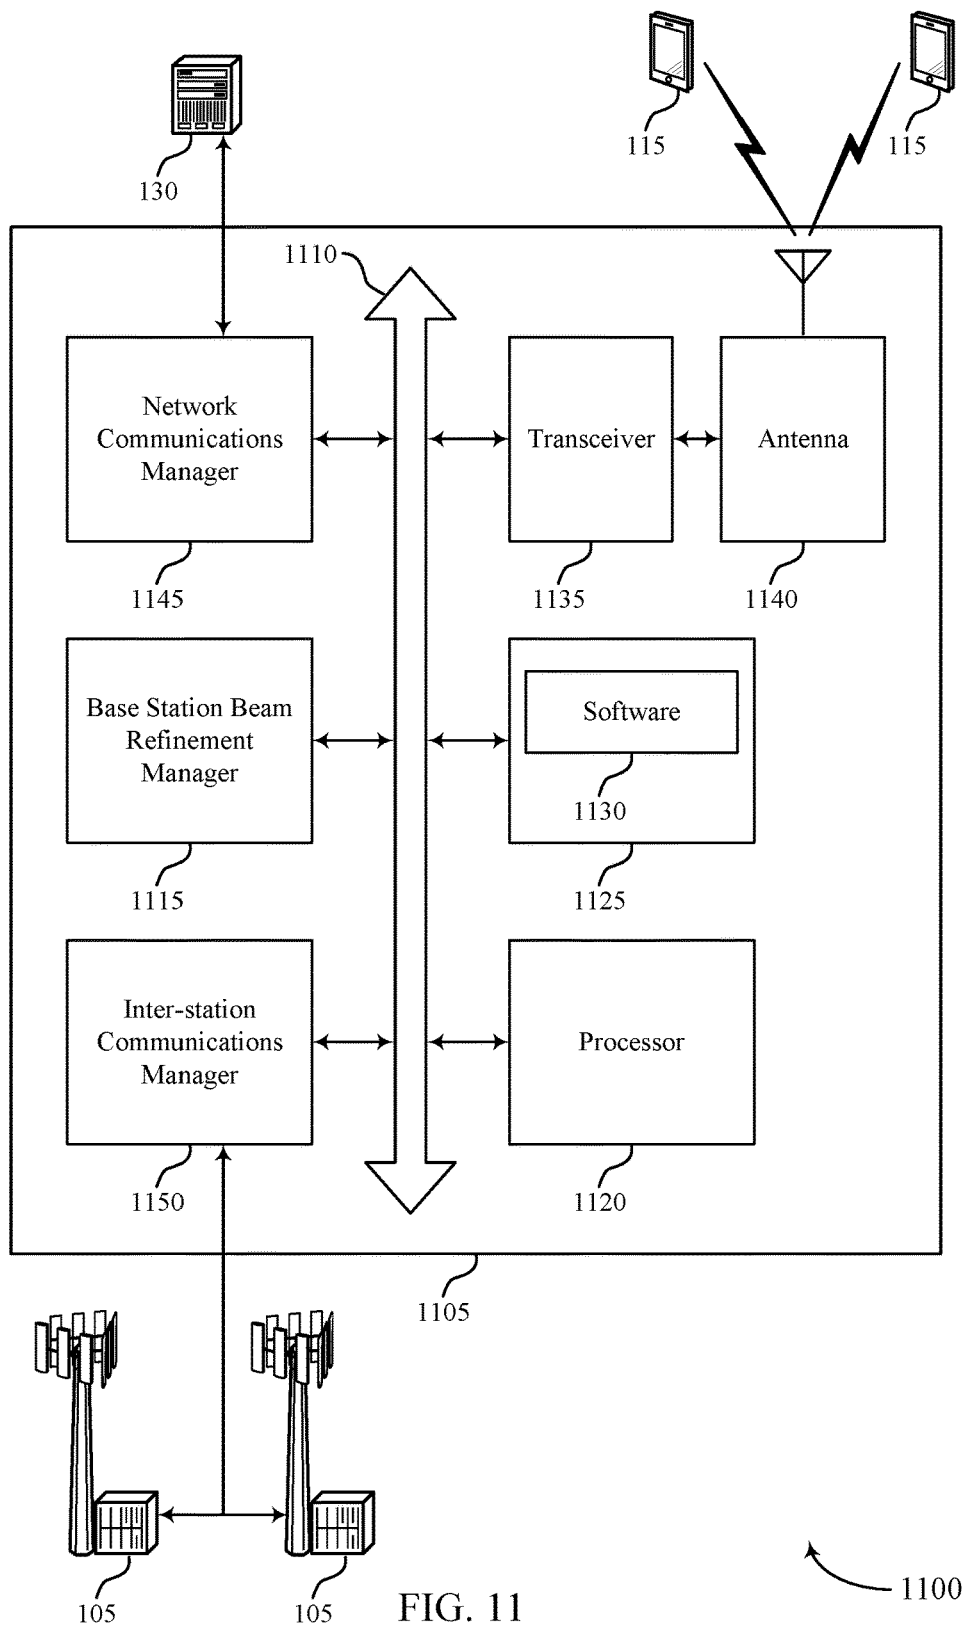 130
115
115
1110
Network
Communications
Manager
Transceiver
Antenna
1145
1135
1140
Base Station Beam
Refinement
Manager
Software
1130
1115
1125
Inter-station
Communications
Manager
Processor
1150
1120
1105
105
105
FIG. 11
1100